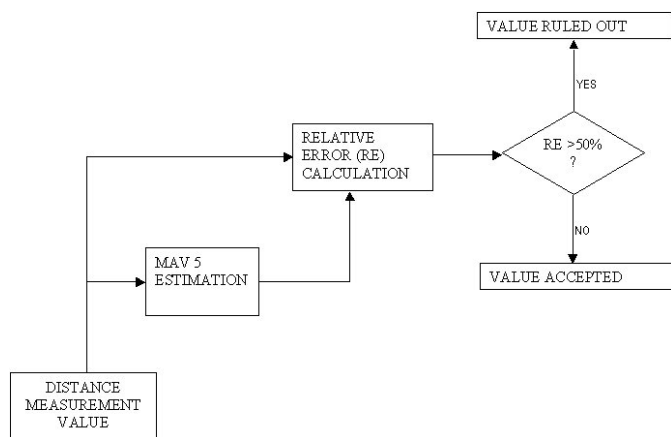 VALUE RULED OUT
YES
RELATIVE
ERROR (RE)
CALCULATION
RE >50%
?
NO
MAV 5
ESTIMATION
VALUE ACCEPTED
DISTANCE
MEASUREMENT
VALUE